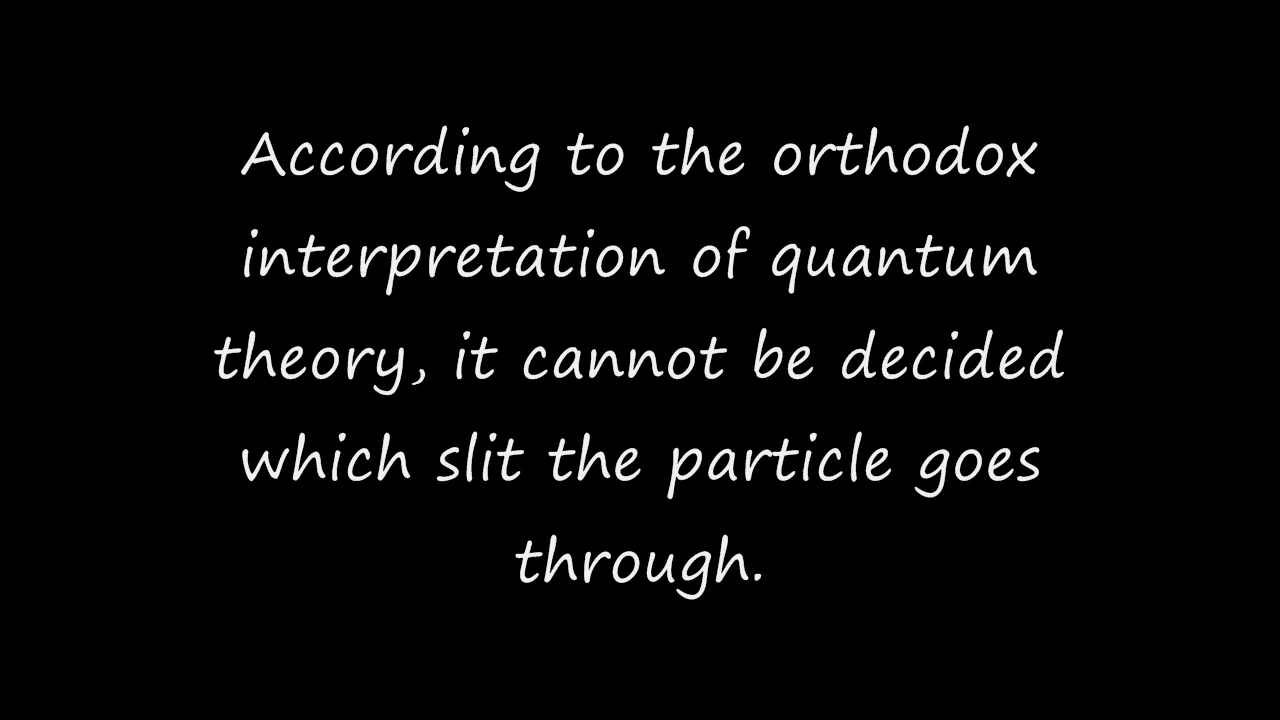 According to the orthodox
interpretation of quantum
theory, it cannot be decided
which slit the particle goes
through.